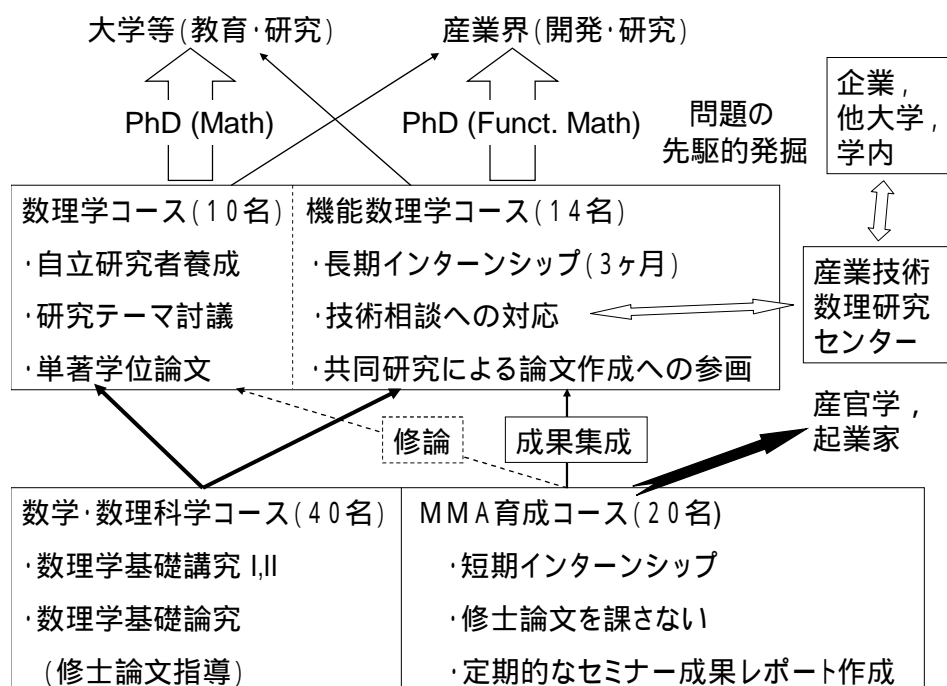 大学等(教育・研究)
産業界(開発・研究)
PhD (Math)
PhD (Funct. Math)
問題の
先駆的発掘
企業,
他大学,
学内
数理学コース(10名)
・自立研究者養成
・研究テーマ討議
・単著学位論文
機能数理学コース(14名)
・長期インターンシップ(3ヶ月)
・技術相談への対応
・共同研究による論文作成への参画
産業技術
数理研究
センター
修論
成果集成
産官学,
起業家
数学・数理科学コース(40名)
・数理学基礎講究 I,II
・数理学基礎論究
(修士論文指導)
MMA育成コース(20名)
・短期インターンシップ
・修士論文を課さない
・定期的なセミナー成果レポート作成